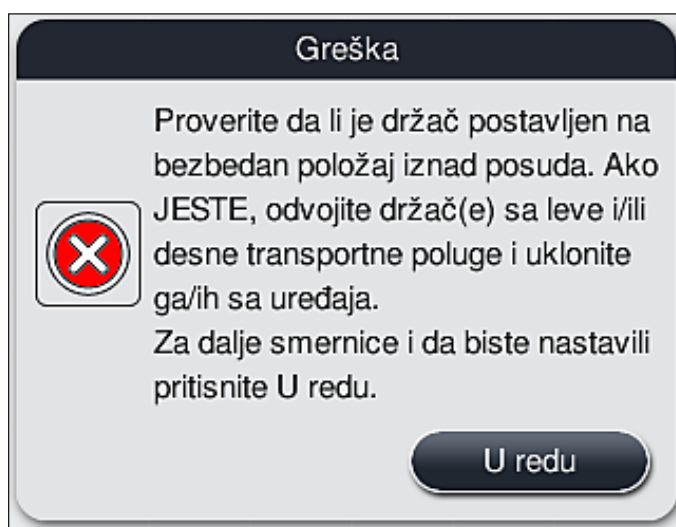 Greška
Proverite da li je držač postavljen na
bezbedan položaj iznad posuda. Ako
JESTE, odvojite držač(e) sa leve i/ili
desne transportne poluge i uklonite
ga/ih sa uređaja.
Za dalje smernice i da biste nastavili
pritisnite U redu.
U redu